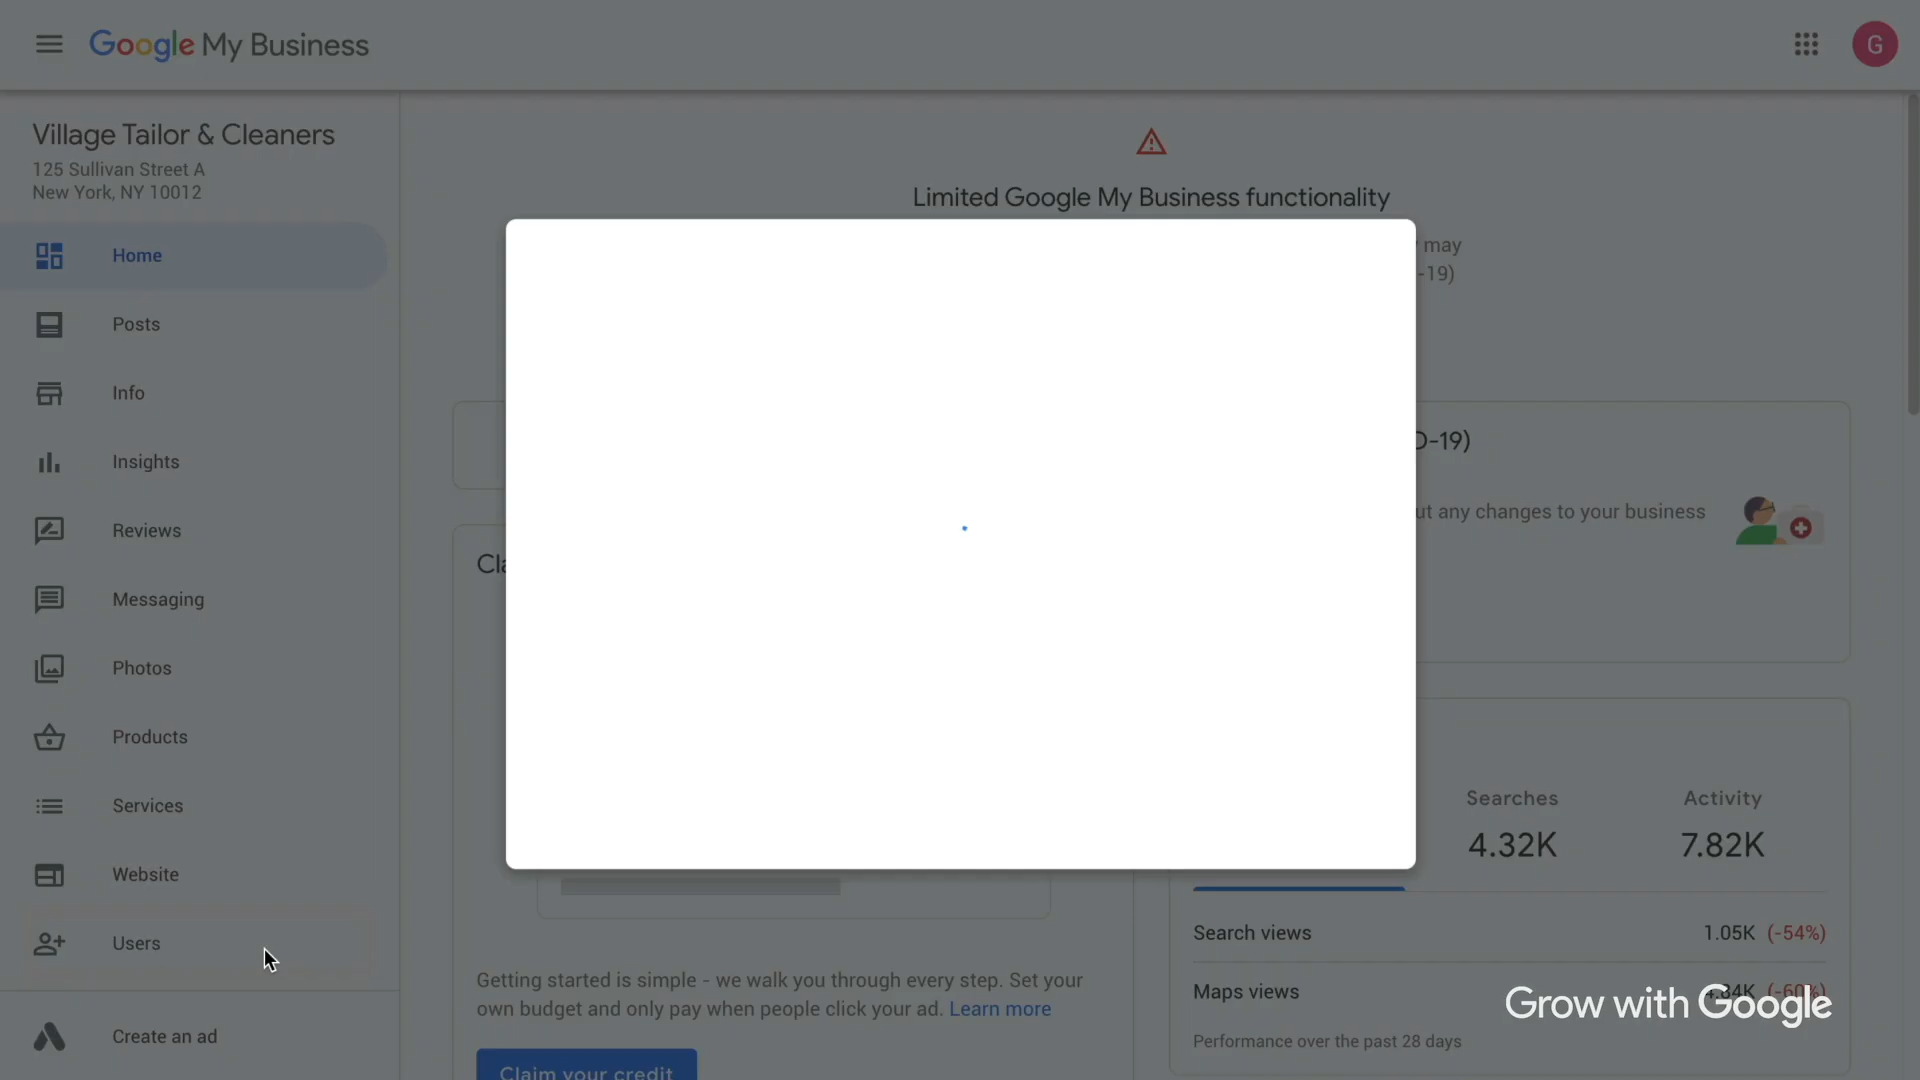 Google My Business
G
Village Tailor & Cleaners
125 Sullivan Street A
New York, NY 10012
Home
Posts
Info
Insights
Reviews
Messaging
Photos
Products
Services
Website
Users
Create an ad
Limited Google My Business functionality
may
-19)
D-19)
ut any changes to your business
Cla
Getting started is simple - we walk you through every step. Set your
own budget and only pay when people click your ad. Learn more
Claim your credit
Searches Activity
4.32K 7.82K
Search views 1.05K (-54%)
Maps views 4.84K (-60%)
Performance over the past 28 days
Grow with Google